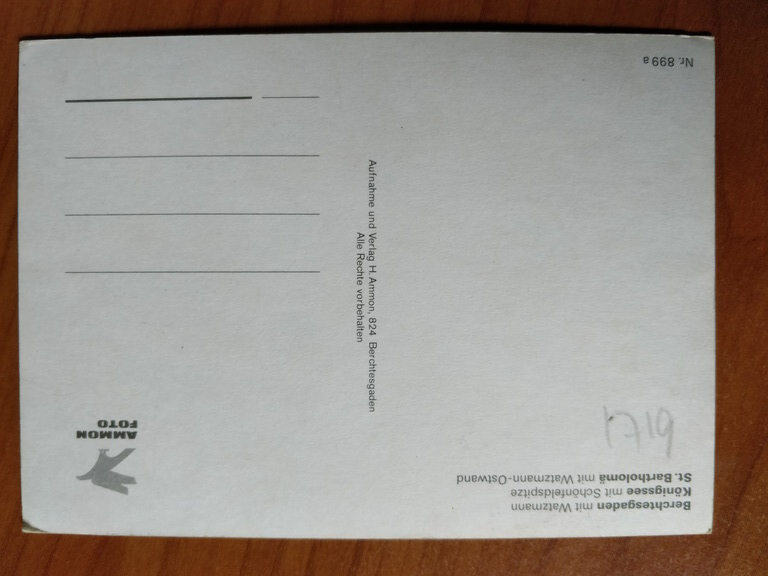 Berchtesgaden mit Watzmann
Königssee mit Schönfeldspitze
St. Bartholomä mit Watzmann-Ostwand
1719
Nr. 899 a
Aufnahme und Verlag H. Ammon, 824 Berchtesgaden
Alle Rechte vorbehalten
AMMON
FOTO